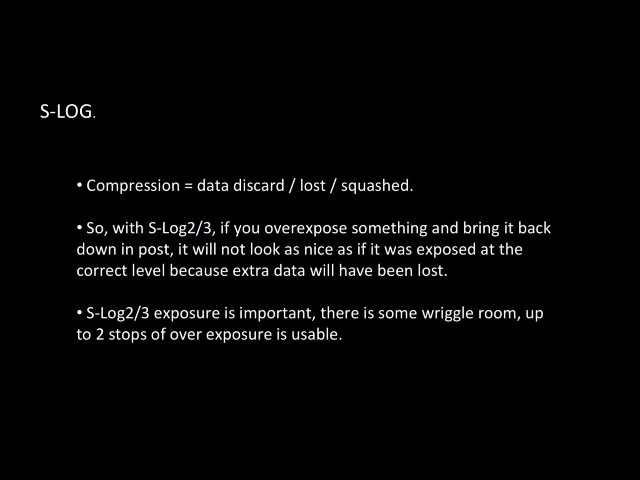 S-LOG.
• Compression = data discard / lost / squashed.
• So, with S-Log2/3, if you overexpose something and bring it back
down in post, it will not look as nice as if it was exposed at the
correct level because extra data will have been lost.
• S-Log2/3 exposure is important, there is some wriggle room, up
to 2 stops of over exposure is usable.